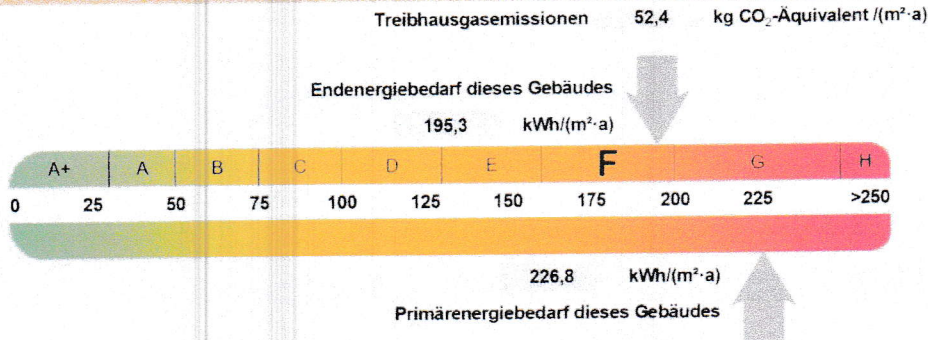 Treibhausgasemissionen 52,4 kg CO₂-Äquivalent /(m²·a)
Endenergiebedarf dieses Gebäudes
195,3 kWh/(m²·a)
A+ A B C D E F G H
0 25 50 75 100 125 150 175 200 225 >250
226,8 kWh/(m²·a)
Primärenergiebedarf dieses Gebäudes